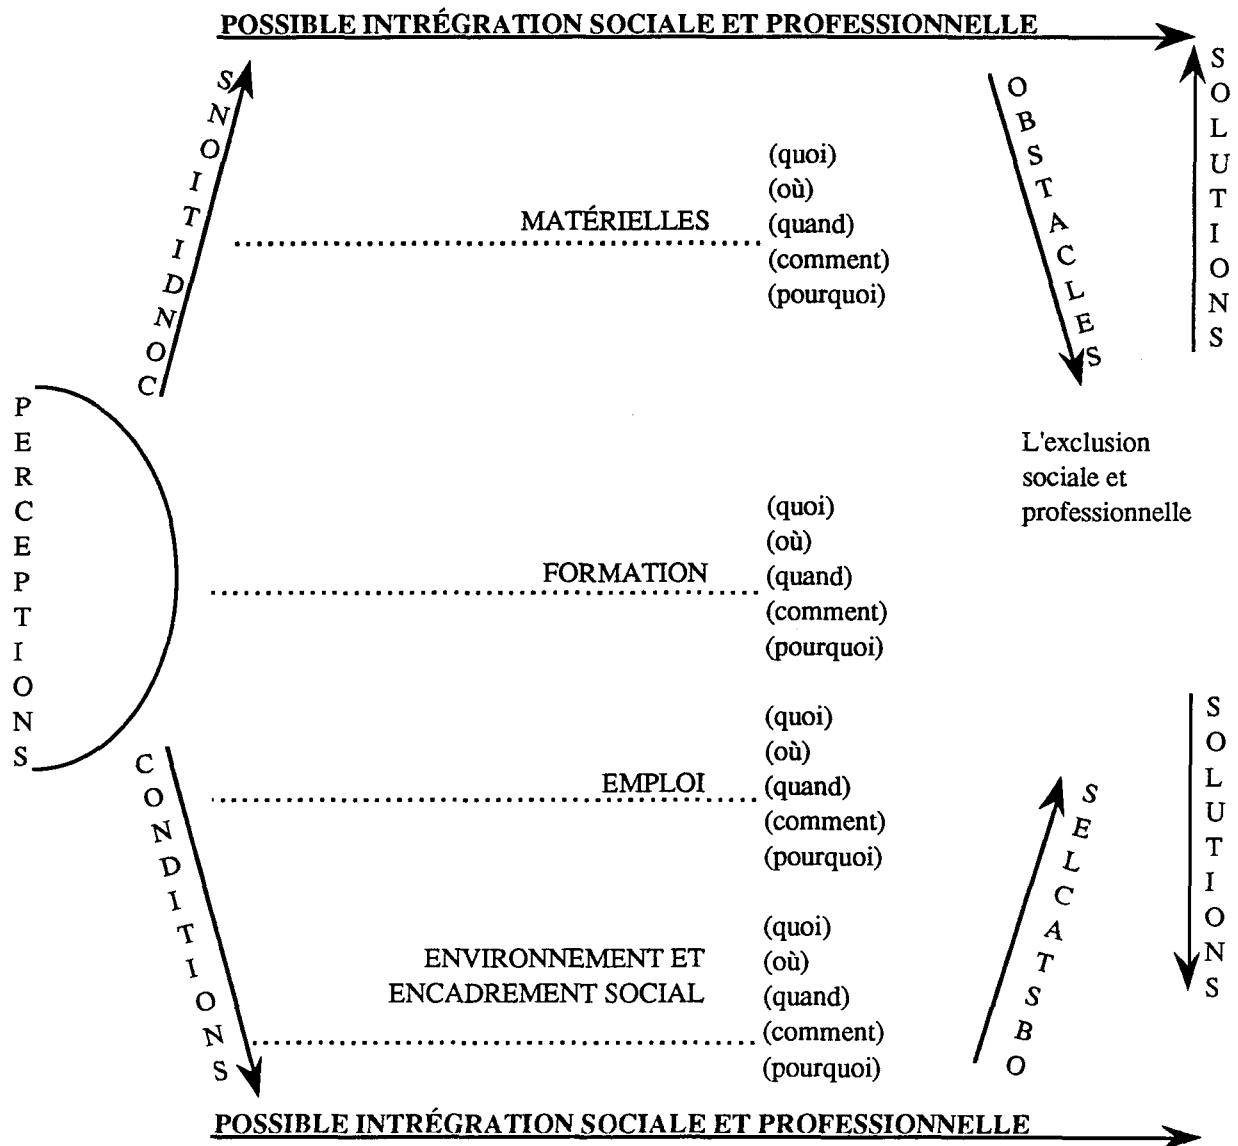 POSSIBLE INTRÉGRATION SOCIALE ET PROFESSIONNELLE
CONDITIONS
OBSTACLES
SOLUTIONS
(quoi)
(où)
MATÉRIELLES
(quand)
(comment)
(pourquoi)
PERCEPTIONS
L'exclusion
sociale et
professionnelle
(quoi)
(où)
FORMATION
(quand)
(comment)
(pourquoi)
(quoi)
(où)
EMPLOI
(quand)
(comment)
(pourquoi)
CONDITIONS
OBSTACLES
SOLUTIONS
(quoi)
ENVIRONNEMENT ET
(où)
ENCADREMENT SOCIAL
(quand)
(comment)
(pourquoi)
POSSIBLE INTRÉGRATION SOCIALE ET PROFESSIONNELLE